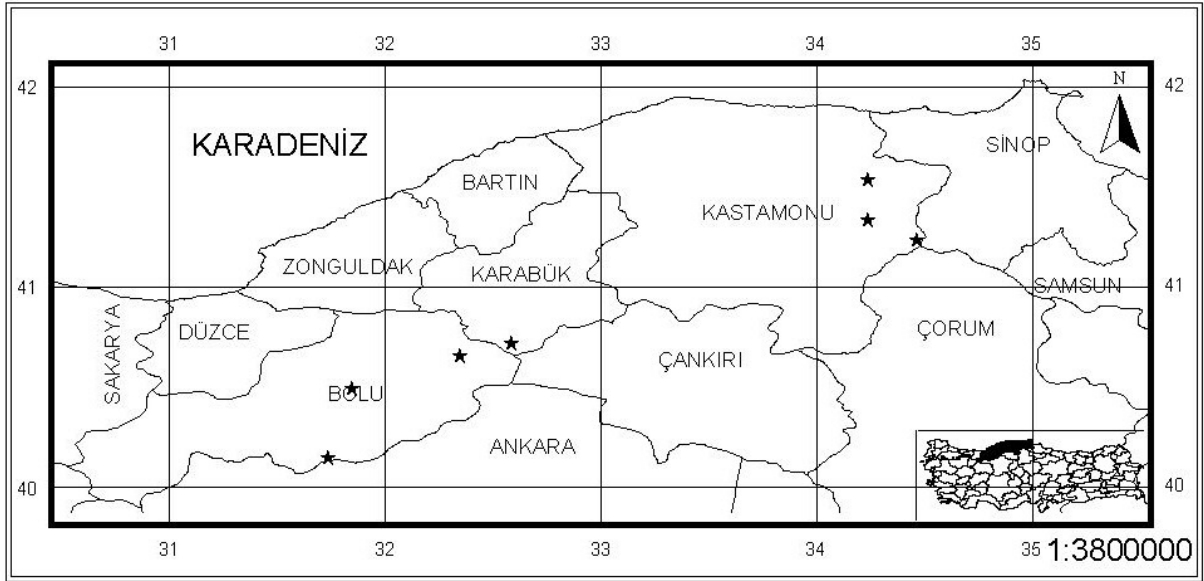 31 32 33 34 35
42 42
N
KARADENİZ
SİNOP
BARTIN
KASTAMONU
ZONGULDAK
KARABÜK
41 41
SAMSUN
SAKARYA
DÜZCE
ÇORUM
ÇANKIRI
BOLU
ANKARA
40 40
31 32 33 34 35
1:3800000